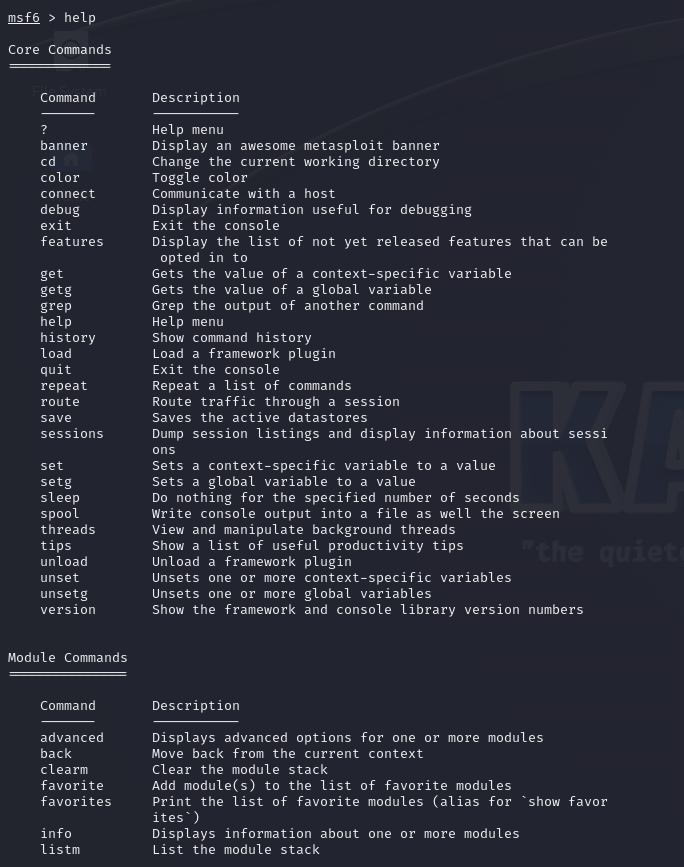 msf6 > help
Core Commands
=============
Command Description
------- -----------
? Help menu
banner Display an awesome metasploit banner
cd Change the current working directory
color Toggle color
connect Communicate with a host
debug Display information useful for debugging
exit Exit the console
features Display the list of not yet released features that can be
opted in to
get Gets the value of a context-specific variable
getg Gets the value of a global variable
grep Grep the output of another command
help Help menu
history Show command history
load Load a framework plugin
quit Exit the console
repeat Repeat a list of commands
route Route traffic through a session
save Saves the active datastores
sessions Dump session listings and display information about sessi
ons
set Sets a context-specific variable to a value
setg Sets a global variable to a value
sleep Do nothing for the specified number of seconds
spool Write console output into a file as well the screen
threads View and manipulate background threads
tips Show a list of useful productivity tips
unload Unload a framework plugin
unset Unsets one or more context-specific variables
unsetg Unsets one or more global variables
version Show the framework and console library version numbers
Module Commands
===============
Command Description
------- -----------
advanced Displays advanced options for one or more modules
back Move back from the current context
clearm Clear the module stack
favorite Add module(s) to the list of favorite modules
favorites Print the list of favorite modules (alias for `show favor
ites`)
info Displays information about one or more modules
listm List the module stack
File System
KA
"the quiet